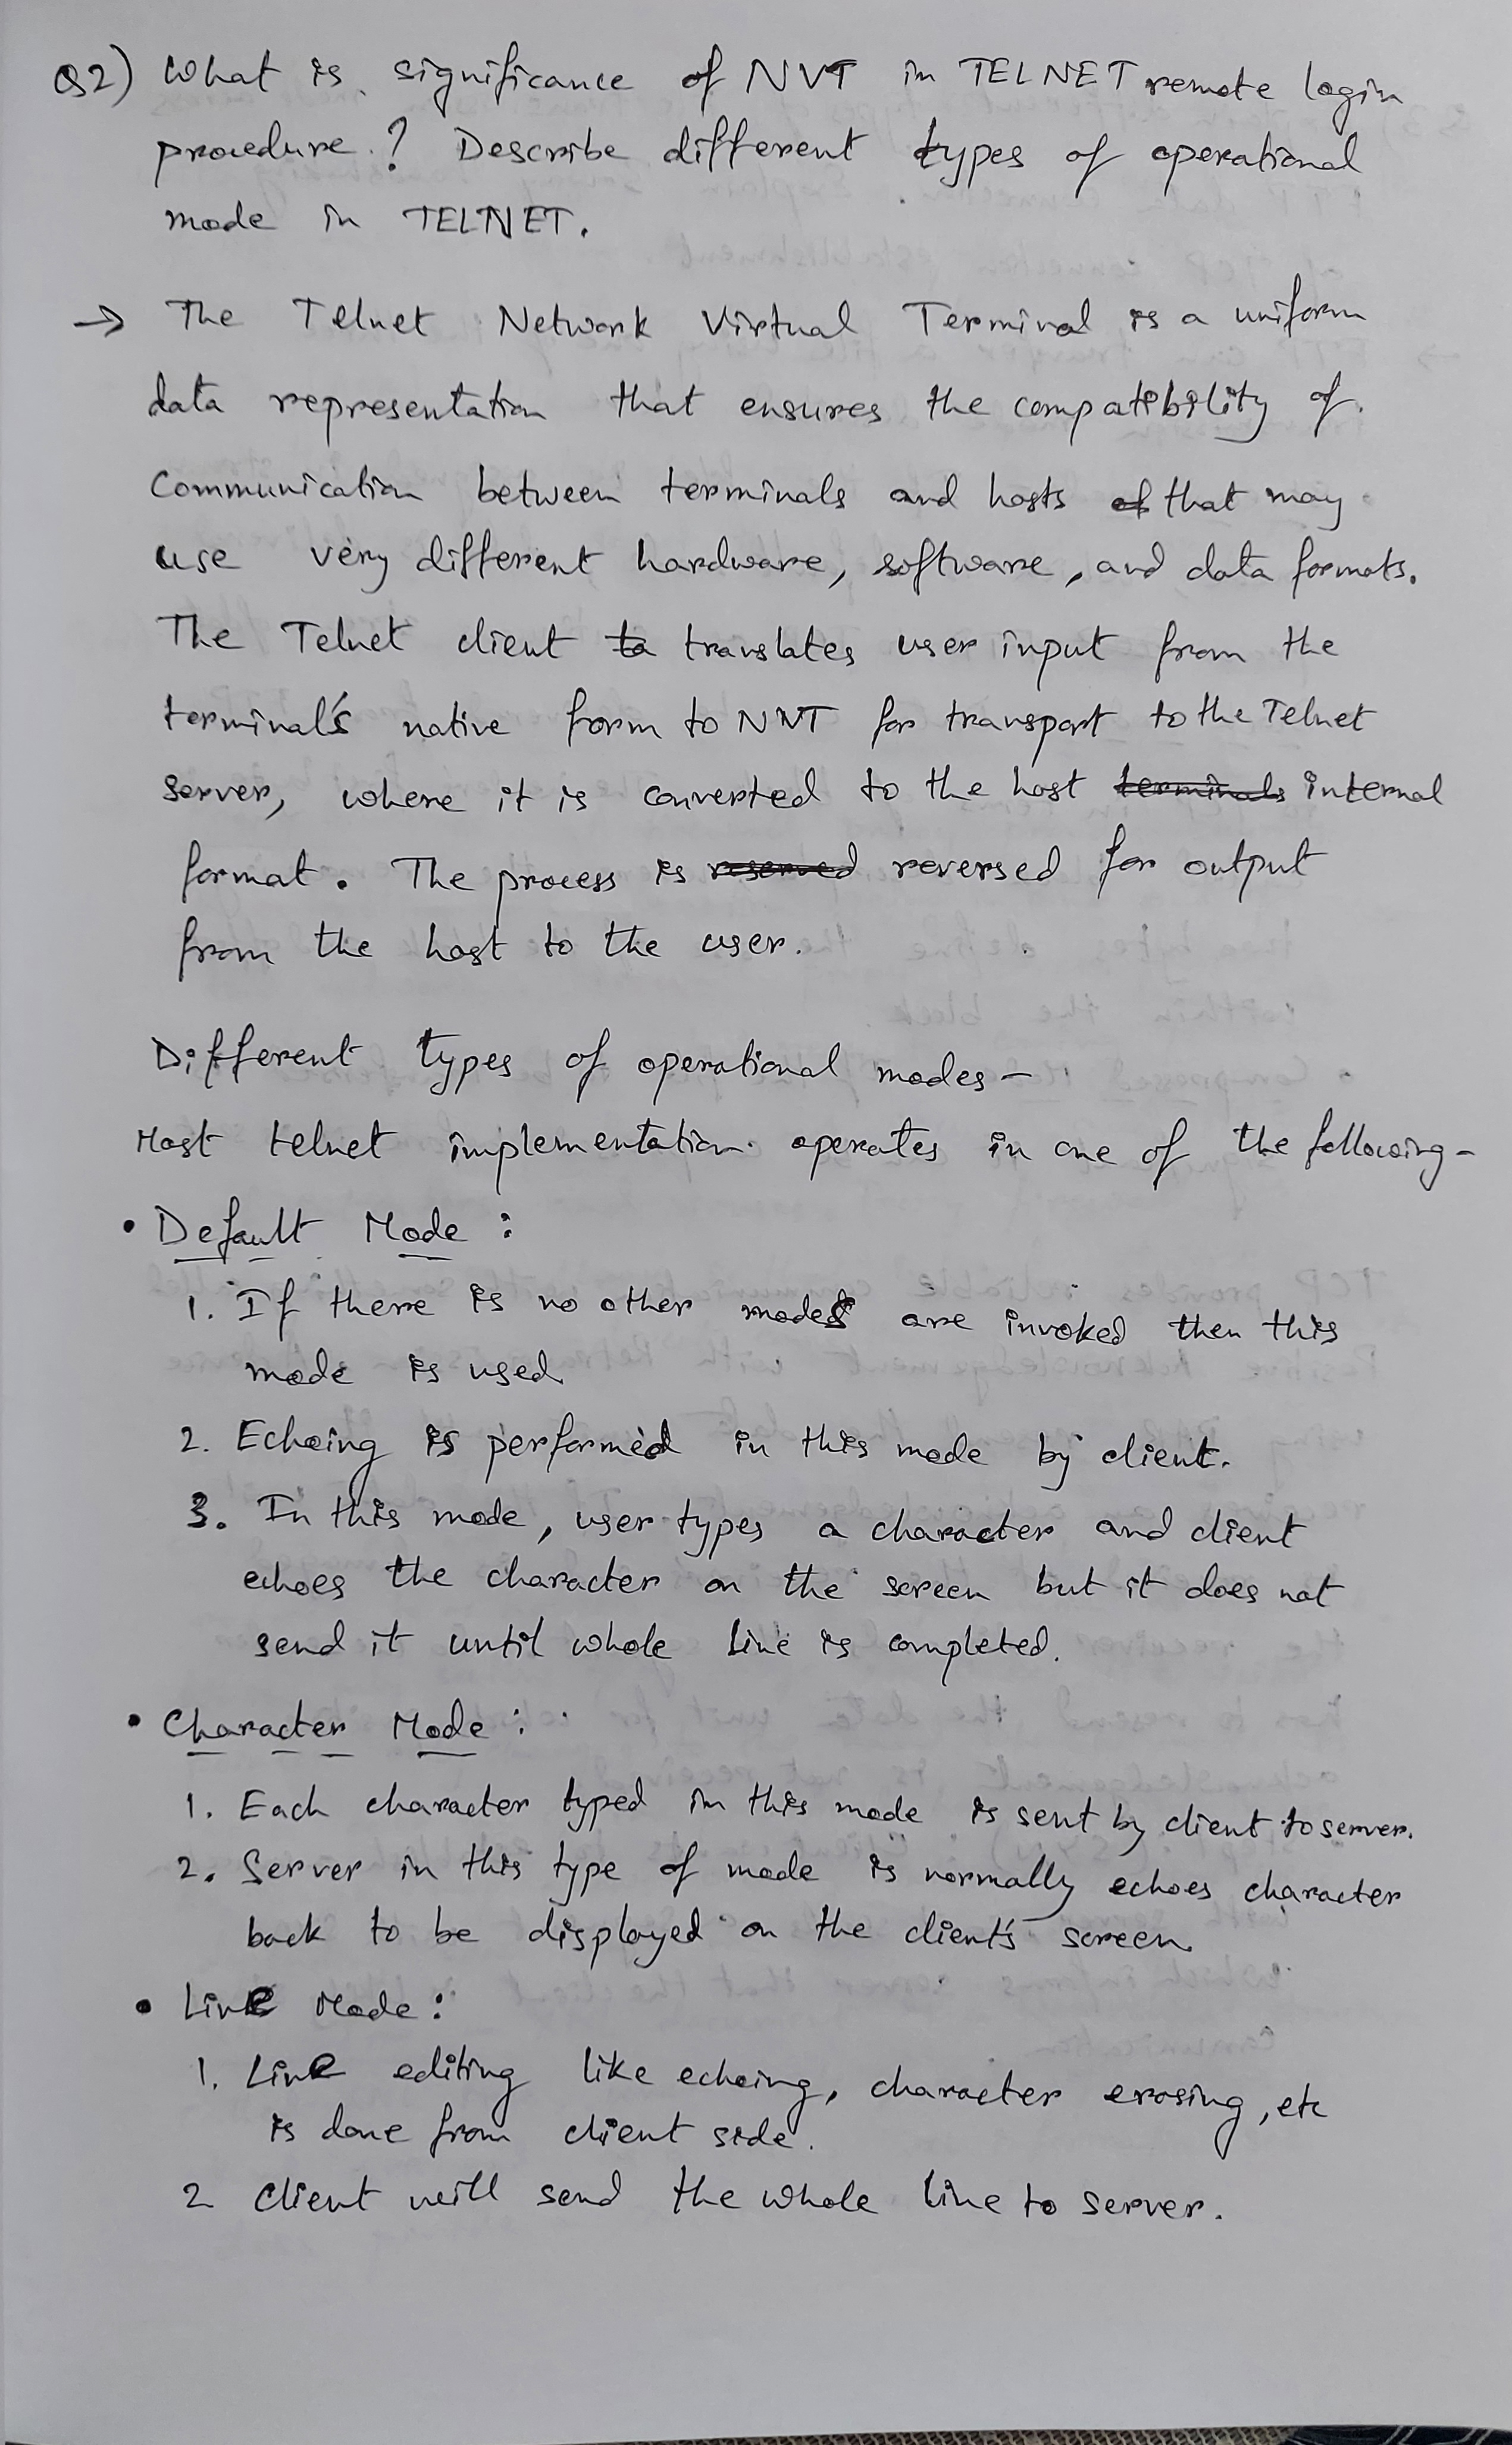 Q2) What is significance of NVT in TELNET remote login
procedure.? Describe different types of operational
mode in TELNET.
→ The Telnet Network Virtual Terminal is a uniform
data representation that ensures the compatibility of
Communication between terminals and hosts that may
use very different hardware, software, and data formats.
The Telnet client translates user input from the
terminal's native form to NVT for transport to the Telnet
server, where it is converted to the host internal
format. The process is reversed for output
from the host to the user.
Different types of operational modes -
Most telnet implementation operates in one of the following -
• Default Mode :
1. If there is no other modes are invoked then this
mode is used
2. Echoing is performed in this mode by client.
3. In this mode, user types a character and client
echoes the character on the screen but it does not
send it until whole line is completed.
• Character Mode :
1. Each character typed in this mode is sent by client to server.
2. Server in this type of mode is normally echoes character
back to be displayed on the client's screen
• Line Mode :
1. Line editing like echoing, character erasing, etc
is done from client side.
2 Client will send the whole line to server.